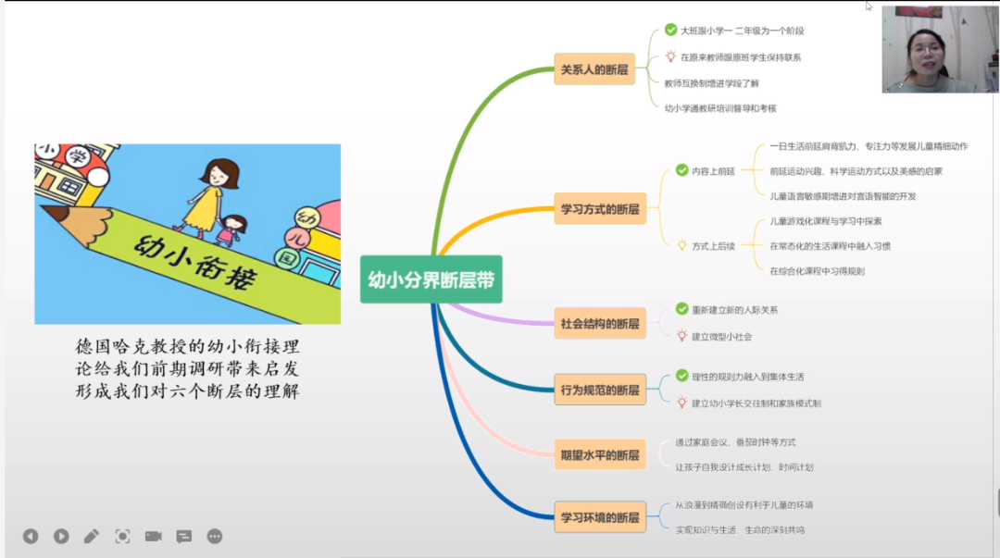 小学
幼小衔接
幼儿园
德国哈克教授的幼小衔接理
论给我们前期调研带来启发
形成我们对六个断层的理解
幼小分界断层带
关系人的断层
大班跟小学一 二年级为一个阶段
在原来教师跟原班学生保持联系
教师互换制增进学段了解
幼小学通教研培训督导和考核
学习方式的断层
内容上前延
一日生活前延肩背肌力、专注力等发展儿童精细动作
前延运动兴趣、科学运动方式以及美感的启蒙
儿童语言敏感期增进对言语智能的开发
方式上后续
儿童游戏化课程与学习中探索
在常态化的生活课程中融入习惯
在综合化课程中习得规则
社会结构的断层
重新建立新的人际关系
建立微型小社会
行为规范的断层
理性的规则力融入到集体生活
建立幼小学长交往制和家族模式制
期望水平的断层
通过家庭会议、番茄时钟等方式
让孩子自我设计成长计划、时间计划
学习环境的断层
从浪漫到精确创设有利于儿童的环境
实现知识与生活、生命的深刻共鸣